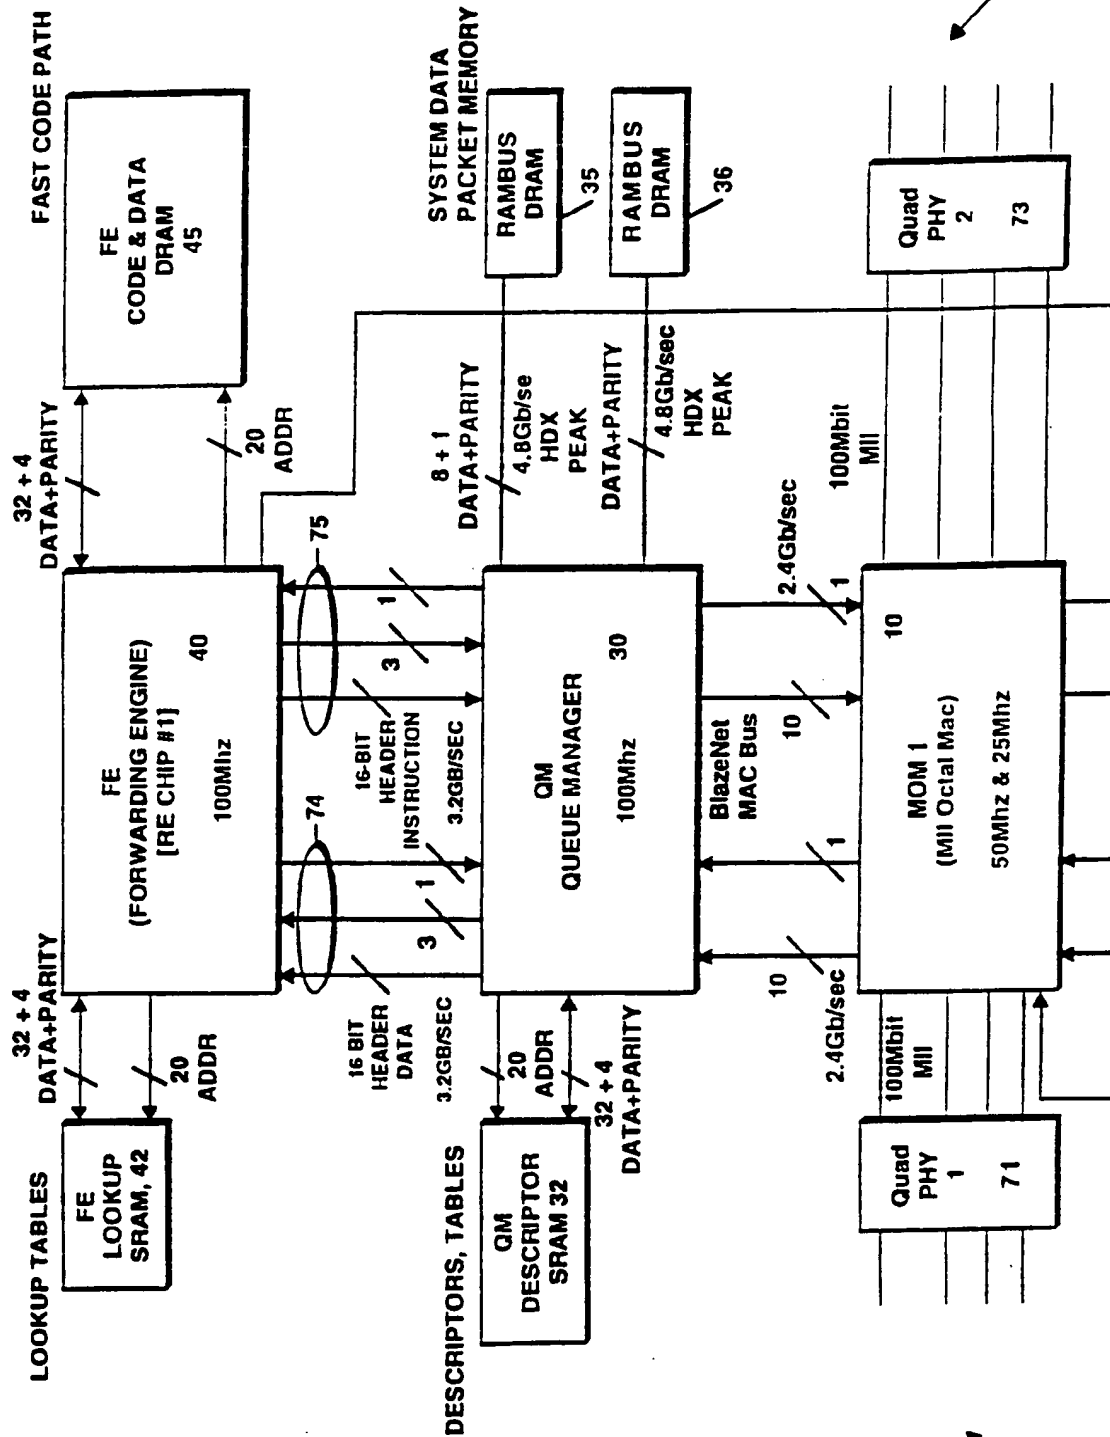 LOOKUP TABLES
FE
LOOKUP
SRAM, 42
32 + 4
DATA+PARITY
20
ADDR
FE
(FORWARDING ENGINE)
[RE CHIP #1]
40
100Mhz
32 + 4
DATA+PARITY
20
ADDR
FAST CODE PATH
FE
CODE & DATA
DRAM
45
16 BIT
HEADER
DATA
3.2GB/SEC
3
1
74
16-BIT
HEADER
INSTRUCTION
3.2GB/SEC
3
1
75
DESCRIPTORS, TABLES
QM
DESCRIPTOR
SRAM 32
20
ADDR
32 + 4
DATA+PARITY
QM
QUEUE MANAGER
30
100Mhz
8 + 1
DATA+PARITY
4.8Gb/se
HDX
PEAK
DATA+PARITY
4.8Gb/sec
HDX
PEAK
SYSTEM DATA
PACKET MEMORY
RAMBUS
DRAM
35
RAMBUS
DRAM
36
10
2.4Gb/sec
1
BlazeNet
MAC Bus
10
2.4Gb/sec
1
Quad
PHY
1
71
100Mbit
MII
MOM 1
10
(MII Octal Mac)
50Mhz & 25Mhz
100Mbit
MII
Quad
PHY
2
73